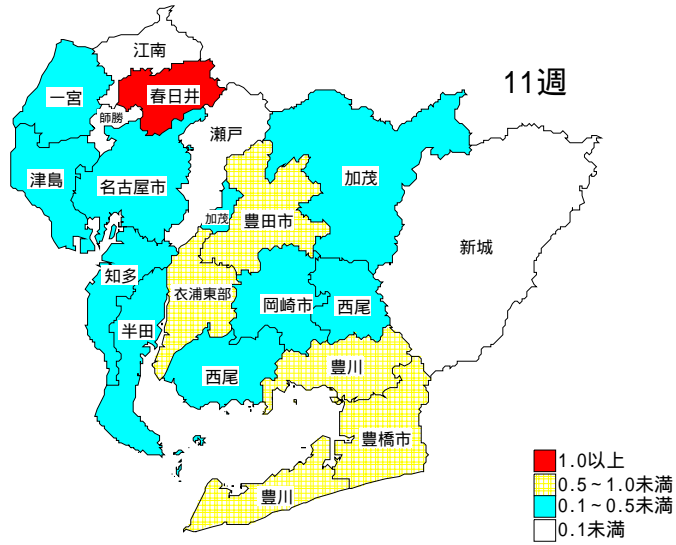 江南
11週
一宮
春日井
師勝
瀬戸
津島
名古屋市
加茂
加茂
豊田市
新城
知多
衣浦東部
岡崎市
西尾
半田
西尾
豊川
豊橋市
豊川
1.0以上
0.5~1.0未満
0.1~0.5未満
0.1未満